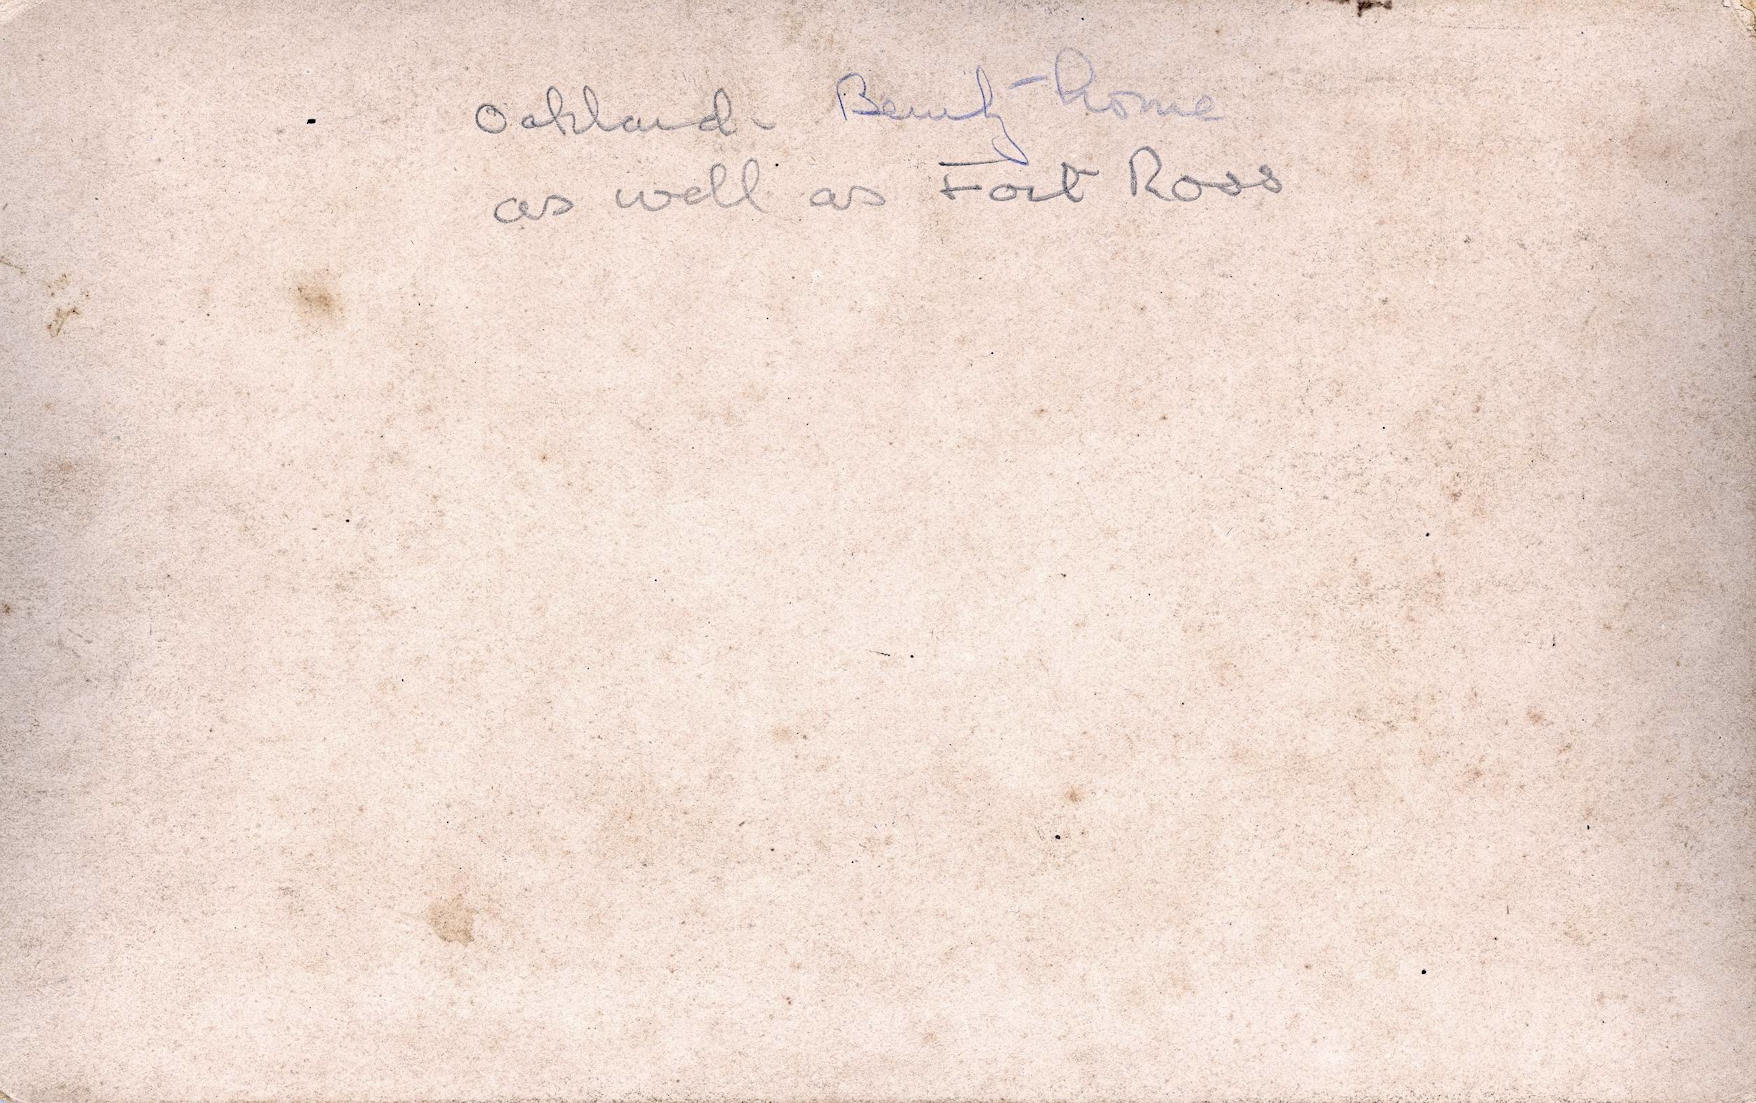 Oakland - Benitz - home
as well as Fort Ross